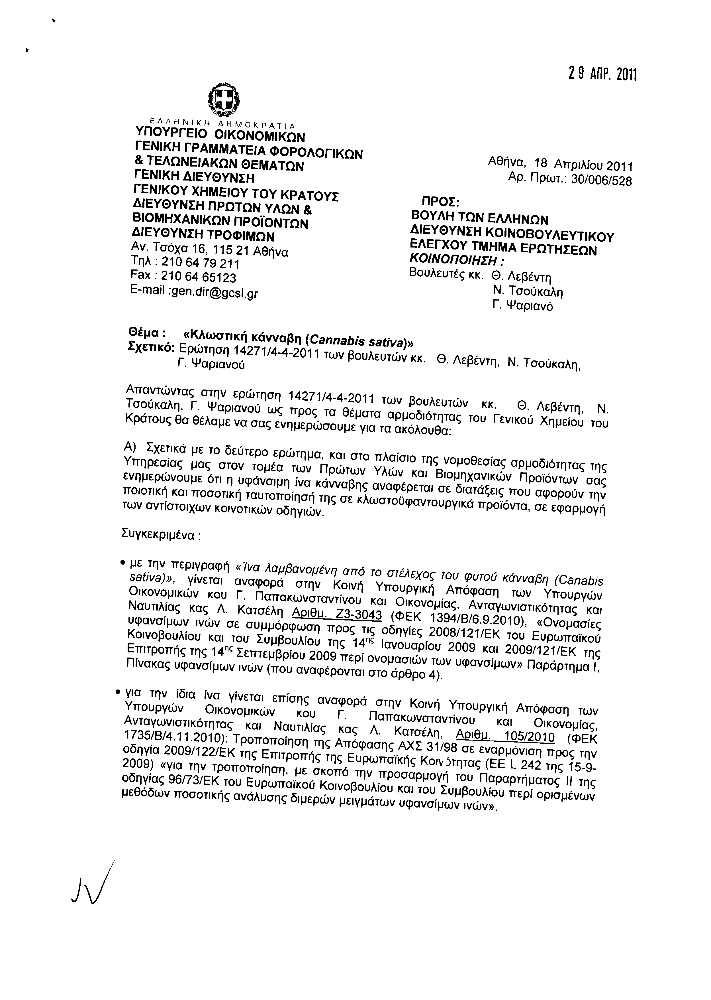 29 ΑΠΡ. 2011
ΕΛΛΗΝΙΚΗ ΔΗΜΟΚΡΑΤΙΑ
ΥΠΟΥΡΓΕΙΟ ΟΙΚΟΝΟΜΙΚΩΝ
ΓΕΝΙΚΗ ΓΡΑΜΜΑΤΕΙΑ ΦΟΡΟΛΟΓΙΚΩΝ
& ΤΕΛΩΝΕΙΑΚΩΝ ΘΕΜΑΤΩΝ
ΓΕΝΙΚΗ ΔΙΕΥΘΥΝΣΗ
ΓΕΝΙΚΟΥ ΧΗΜΕΙΟΥ ΤΟΥ ΚΡΑΤΟΥΣ
ΔΙΕΥΘΥΝΣΗ ΠΡΩΤΩΝ ΥΛΩΝ &
ΒΙΟΜΗΧΑΝΙΚΩΝ ΠΡΟΪΟΝΤΩΝ
ΔΙΕΥΘΥΝΣΗ ΤΡΟΦΙΜΩΝ
Αν. Τσόχα 16, 115 21 Αθήνα
Τηλ : 210 64 79 211
Fax : 210 64 65123
E-mail :gen.dir@gcsl.gr
Αθήνα, 18 Απριλίου 2011
Αρ. Πρωτ.: 30/006/528
ΠΡΟΣ:
ΒΟΥΛΗ ΤΩΝ ΕΛΛΗΝΩΝ
ΔΙΕΥΘΥΝΣΗ ΚΟΙΝΟΒΟΥΛΕΥΤΙΚΟΥ
ΕΛΕΓΧΟΥ ΤΜΗΜΑ ΕΡΩΤΗΣΕΩΝ
ΚΟΙΝΟΠΟΙΗΣΗ :
Βουλευτές κκ. Θ. Λεβέντη
Ν. Τσούκαλη
Γ. Ψαριανό
Θέμα : «Κλωστική κάνναβη (Cannabis sativa)»
Σχετικό: Ερώτηση 14271/4-4-2011 των βουλευτών κκ. Θ. Λεβέντη, Ν. Τσούκαλη,
Γ. Ψαριανού
Απαντώντας στην ερώτηση 14271/4-4-2011 των βουλευτών κκ. Θ. Λεβέντη, Ν.
Τσούκαλη, Γ. Ψαριανού ως προς τα θέματα αρμοδιότητας του Γενικού Χημείου του
Κράτους θα θέλαμε να σας ενημερώσουμε για τα ακόλουθα:
Α) Σχετικά με το δεύτερο ερώτημα, και στο πλαίσιο της νομοθεσίας αρμοδιότητας της
Υπηρεσίας μας στον τομέα των Πρώτων Υλών και Βιομηχανικών Προϊόντων σας
ενημερώνουμε ότι η υφάνσιμη ίνα κάνναβης αναφέρεται σε διατάξεις που αφορούν την
ποιοτική και ποσοτική ταυτοποίησή της σε κλωστοϋφαντουργικά προϊόντα, σε εφαρμογή
των αντίστοιχων κοινοτικών οδηγιών.
Συγκεκριμένα :
• με την περιγραφή «Ίνα λαμβανομένη από το στέλεχος του φυτού κάνναβη (Canabis
sativa)», γίνεται αναφορά στην Κοινή Υπουργική Απόφαση των Υπουργών
Οικονομικών κου Γ. Παπακωνσταντίνου και Οικονομίας, Ανταγωνιστικότητας και
Ναυτιλίας κας Λ. Κατσέλη Αριθμ. Ζ3-3043 (ΦΕΚ 1394/Β/6.9.2010), «Ονομασίες
υφανσίμων ινών σε συμμόρφωση προς τις οδηγίες 2008/121/ΕΚ του Ευρωπαϊκού
Κοινοβουλίου και του Συμβουλίου της 14ης Ιανουαρίου 2009 και 2009/121/ΕΚ της
Επιτροπής της 14ης Σεπτεμβρίου 2009 περί ονομασιών των υφανσίμων» Παράρτημα Ι,
Πίνακας υφανσίμων ινών (που αναφέρονται στο άρθρο 4).
• για την ίδια ίνα γίνεται επίσης αναφορά στην Κοινή Υπουργική Απόφαση των
Υπουργών Οικονομικών κου Γ. Παπακωνσταντίνου και Οικονομίας,
Ανταγωνιστικότητας και Ναυτιλίας κας Λ. Κατσέλη, Αριθμ. 105/2010 (ΦΕΚ
1735/Β/4.11.2010): Τροποποίηση της Απόφασης ΑΧΣ 31/98 σε εναρμόνιση προς την
οδηγία 2009/122/ΕΚ της Επιτροπής της Ευρωπαϊκής Κοινότητας (ΕΕ L 242 της 15-9-
2009) «για την τροποποίηση, με σκοπό την προσαρμογή του Παραρτήματος ΙΙ της
οδηγίας 96/73/ΕΚ του Ευρωπαϊκού Κοινοβουλίου και του Συμβουλίου περί ορισμένων
μεθόδων ποσοτικής ανάλυσης διμερών μειγμάτων υφανσίμων ινών».